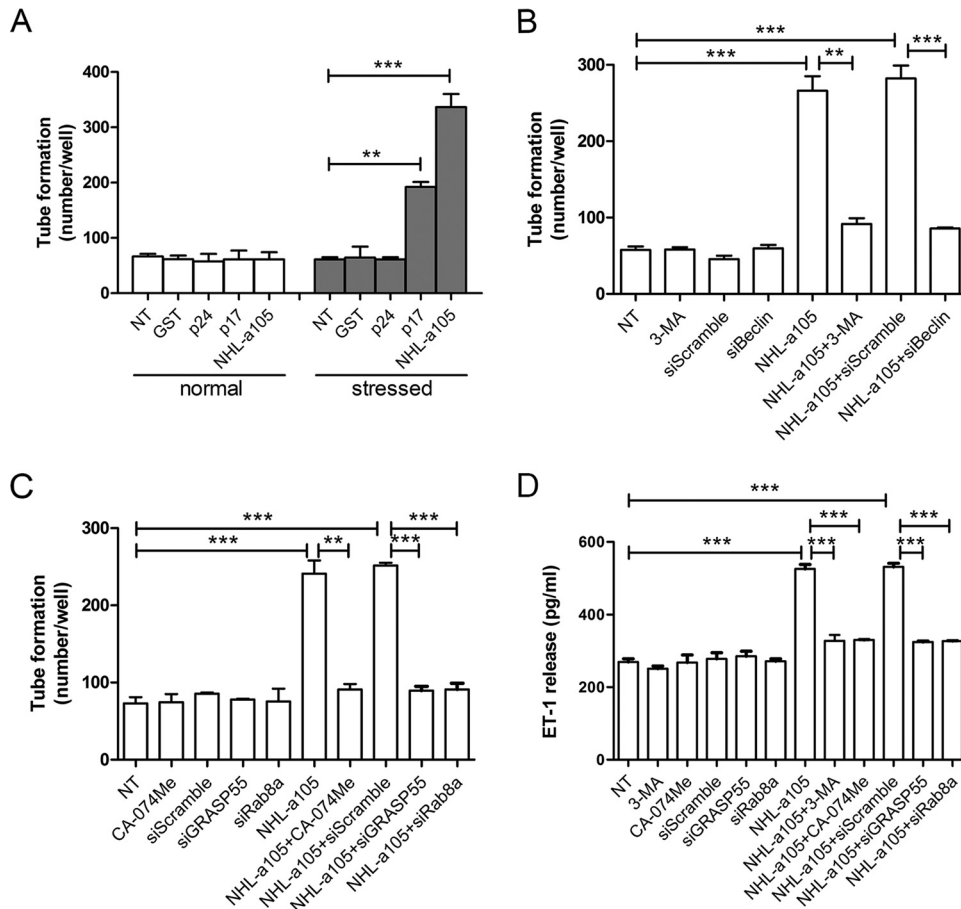 A
Tube formation
(number/well)
400
300
200
100
0
***
**
NT
GST
p24
p17
NHL-a105
NT
GST
p24
p17
NHL-a105
normal
stressed
B
Tube formation
(number/well)
300
200
100
0
***
***
**
***
NT
3-MA
siScramble
siBeclin
NHL-a105
NHL-a105+3-MA
NHL-a105+siScramble
NHL-a105+siBeclin
C
Tube formation
(number/well)
300
200
100
0
***
***
***
**
***
NT
CA-074Me
siScramble
siGRASP55
siRab8a
NHL-a105
NHL-a105+CA-074Me
NHL-a105+siScramble
NHL-a105+siGRASP55
NHL-a105+siRab8a
D
ET-1 release (pg/ml)
600
400
200
0
***
***
***
***
***
***
NT
3-MA
CA-074Me
siScramble
siGRASP55
siRab8a
NHL-a105
NHL-a105+3-MA
NHL-a105+CA-074Me
NHL-a105+siScramble
NHL-a105+siGRASP55
NHL-a105+siRab8a